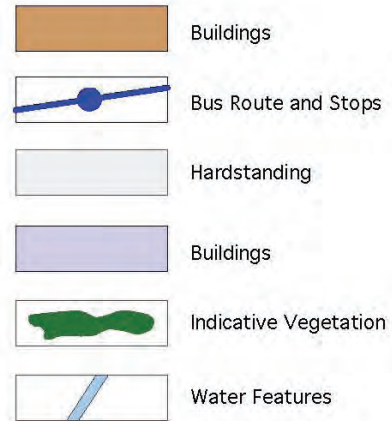 Buildings
Bus Route and Stops
Hardstanding
Buildings
Indicative Vegetation
Water Features